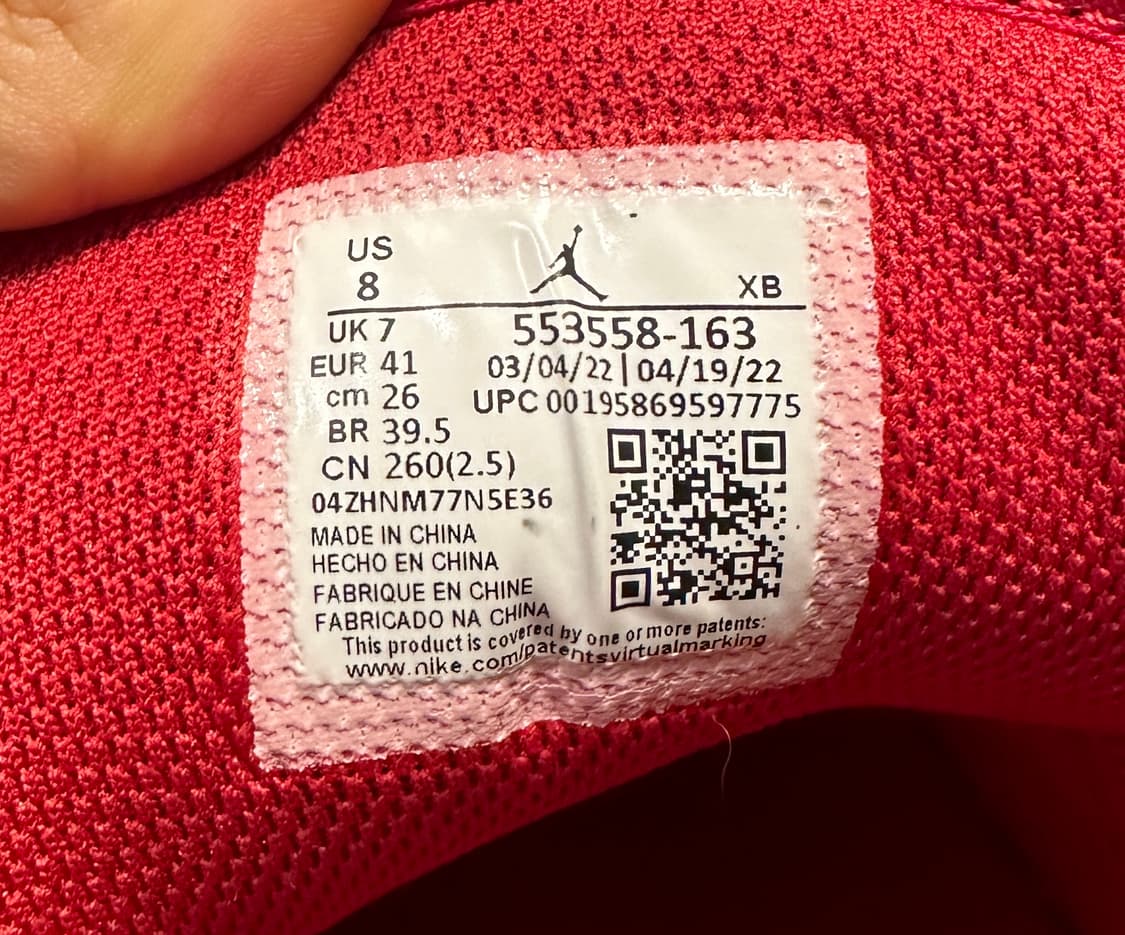 US
8
XB
UK 7
553558-163
EUR 41
03/04/22 | 04/19/22
cm 26
UPC 00195869597775
BR 39.5
CN 260(2.5)
04ZHNM77N5E36
MADE IN CHINA
HECHO EN CHINA
FABRIQUE EN CHINE
FABRICADO NA CHINA
This product is covered by one or more patents:
www.nike.com/patentsvirtualmarking